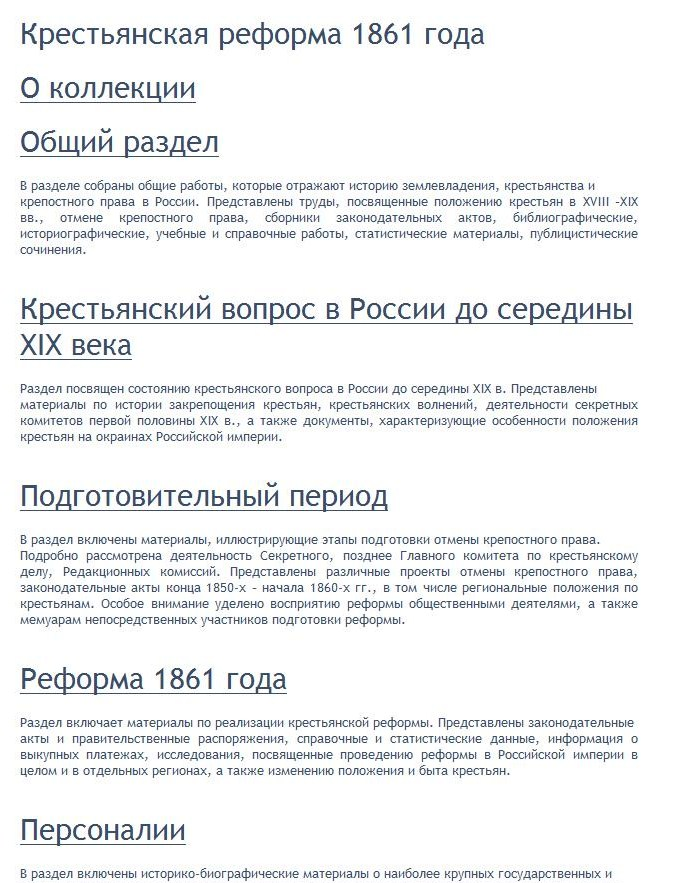 Крестьянская реформа 1861 года
О коллекции
Общий раздел
В разделе собраны общие работы, которые отражают историю землевладения, крестьянства и
крепостного права в России. Представлены труды, посвященные положению крестьян в XVIII -XIX
вв., отмене крепостного права, сборники законодательных актов, библиографические,
историографические, учебные и справочные работы, статистические материалы, публицистические
сочинения.
Крестьянский вопрос в России до середины
XIX века
Раздел посвящен состоянию крестьянского вопроса в России до середины XIX в. Представлены
материалы по истории закрепощения крестьян, крестьянских волнений, деятельности секретных
комитетов первой половины XIX в., а также документы, характеризующие особенности положения
крестьян на окраинах Российской империи.
Подготовительный период
В раздел включены материалы, иллюстрирующие этапы подготовки отмены крепостного права.
Подробно рассмотрена деятельность Секретного, позднее Главного комитета по крестьянскому
делу, Редакционных комиссий. Представлены различные проекты отмены крепостного права,
законодательные акты конца 1850-х – начала 1860-х гг., в том числе региональные положения по
крестьянам. Особое внимание уделено восприятию реформы общественными деятелями, а также
мемуарам непосредственных участников подготовки реформы.
Реформа 1861 года
Раздел включает материалы по реализации крестьянской реформы. Представлены законодательные
акты и правительственные распоряжения, справочные и статистические данные, информация о
выкупных платежах, исследования, посвященные проведению реформы в Российской империи в
целом и в отдельных регионах, а также изменению положения и быта крестьян.
Персоналии
В раздел включены историко-биографические материалы о наиболее крупных государственных и